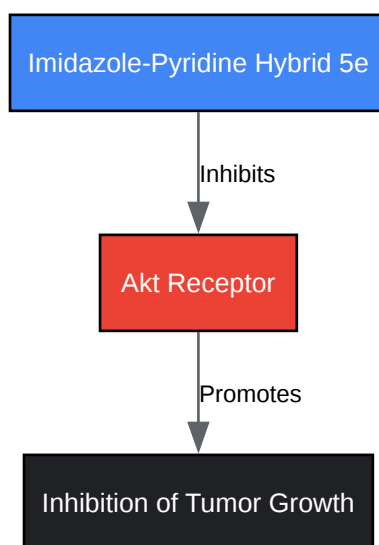 Imidazole-Pyridine Hybrid 5e
Inhibits
Akt Receptor
Promotes
Inhibition of Tumor Growth